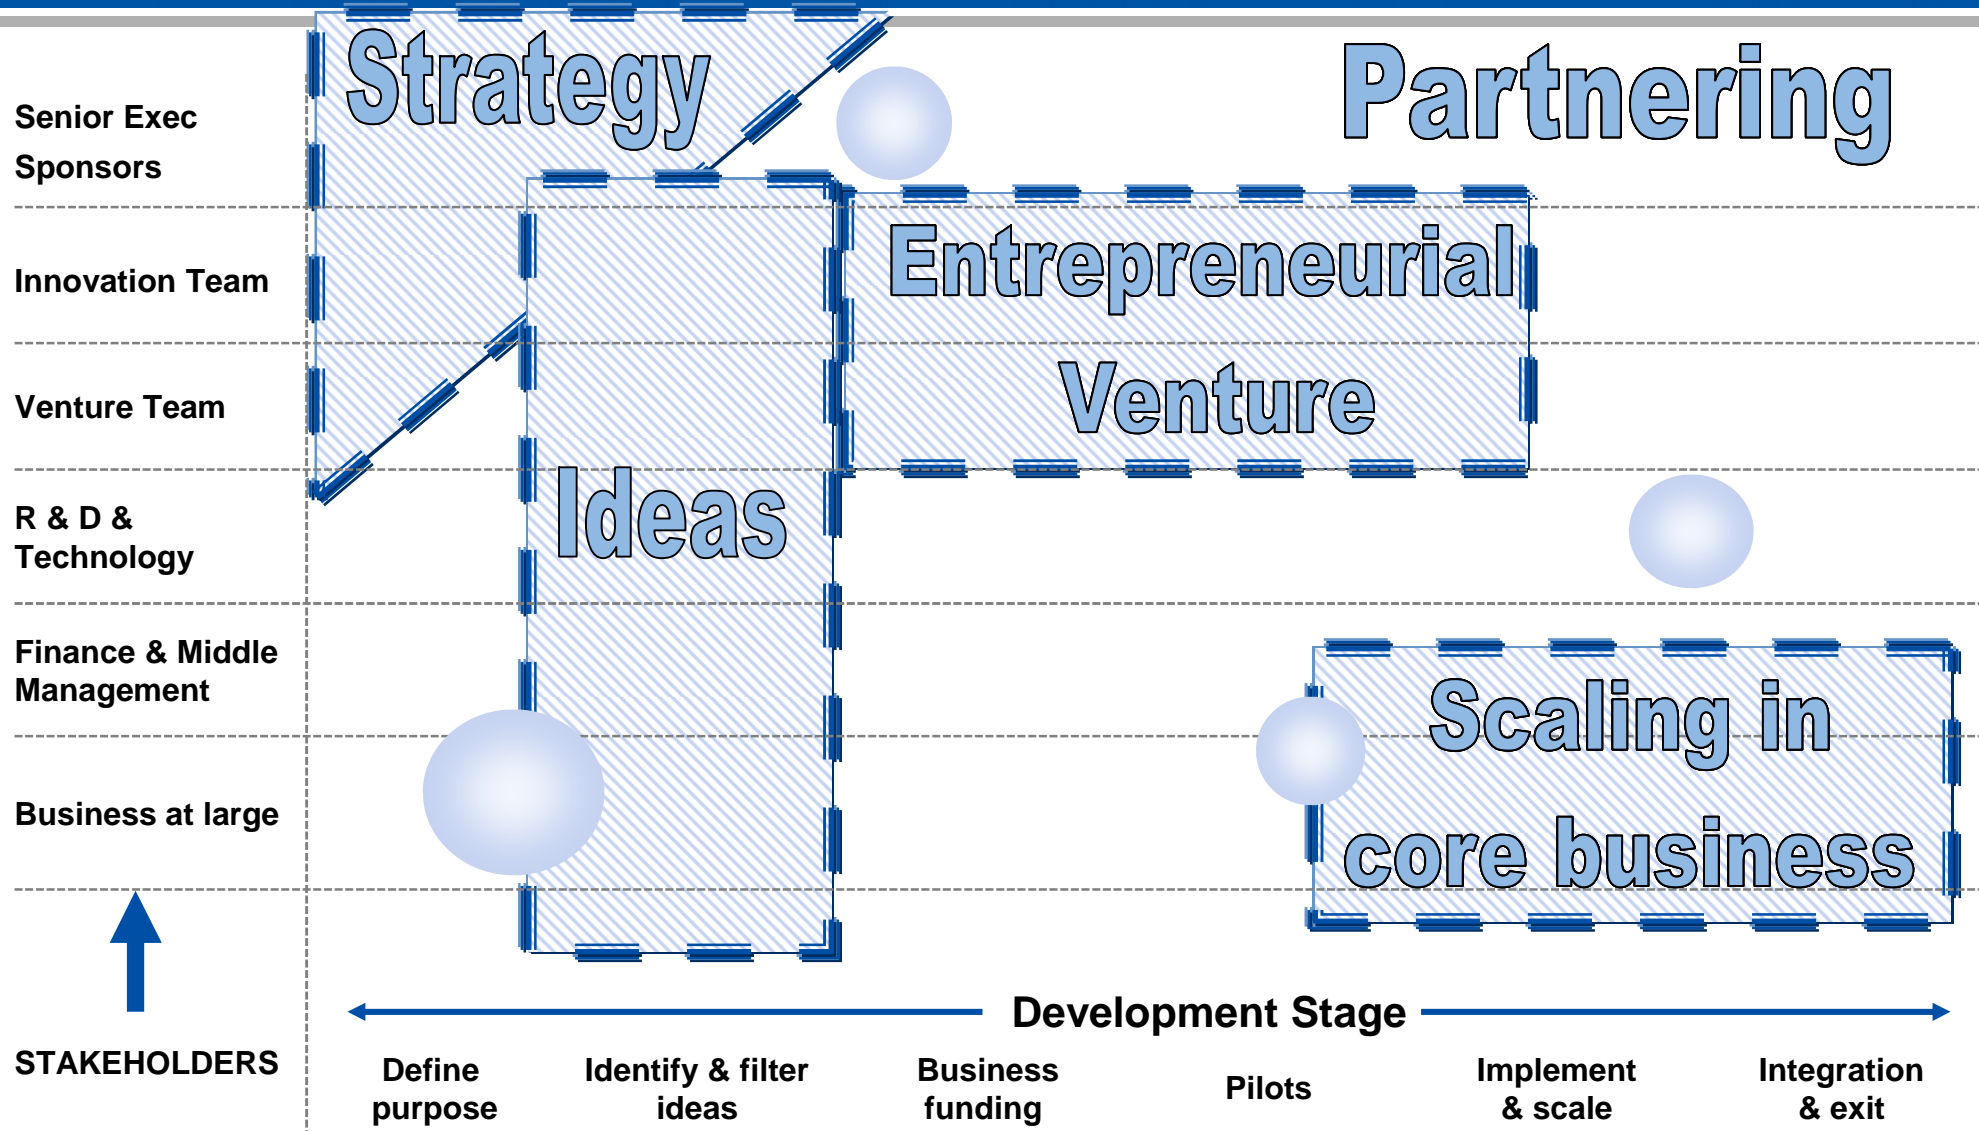 Strategy
Partnering
Senior Exec
Sponsors
Innovation Team
Entrepreneurial
Venture Team
Venture
R & D &
Technology
Ideas
Finance & Middle
Management
Scaling in
Business at large
core business
Development Stage
STAKEHOLDERS
Define
purpose
Identify & filter
ideas
Business
funding
Pilots
Implement
& scale
Integration
& exit